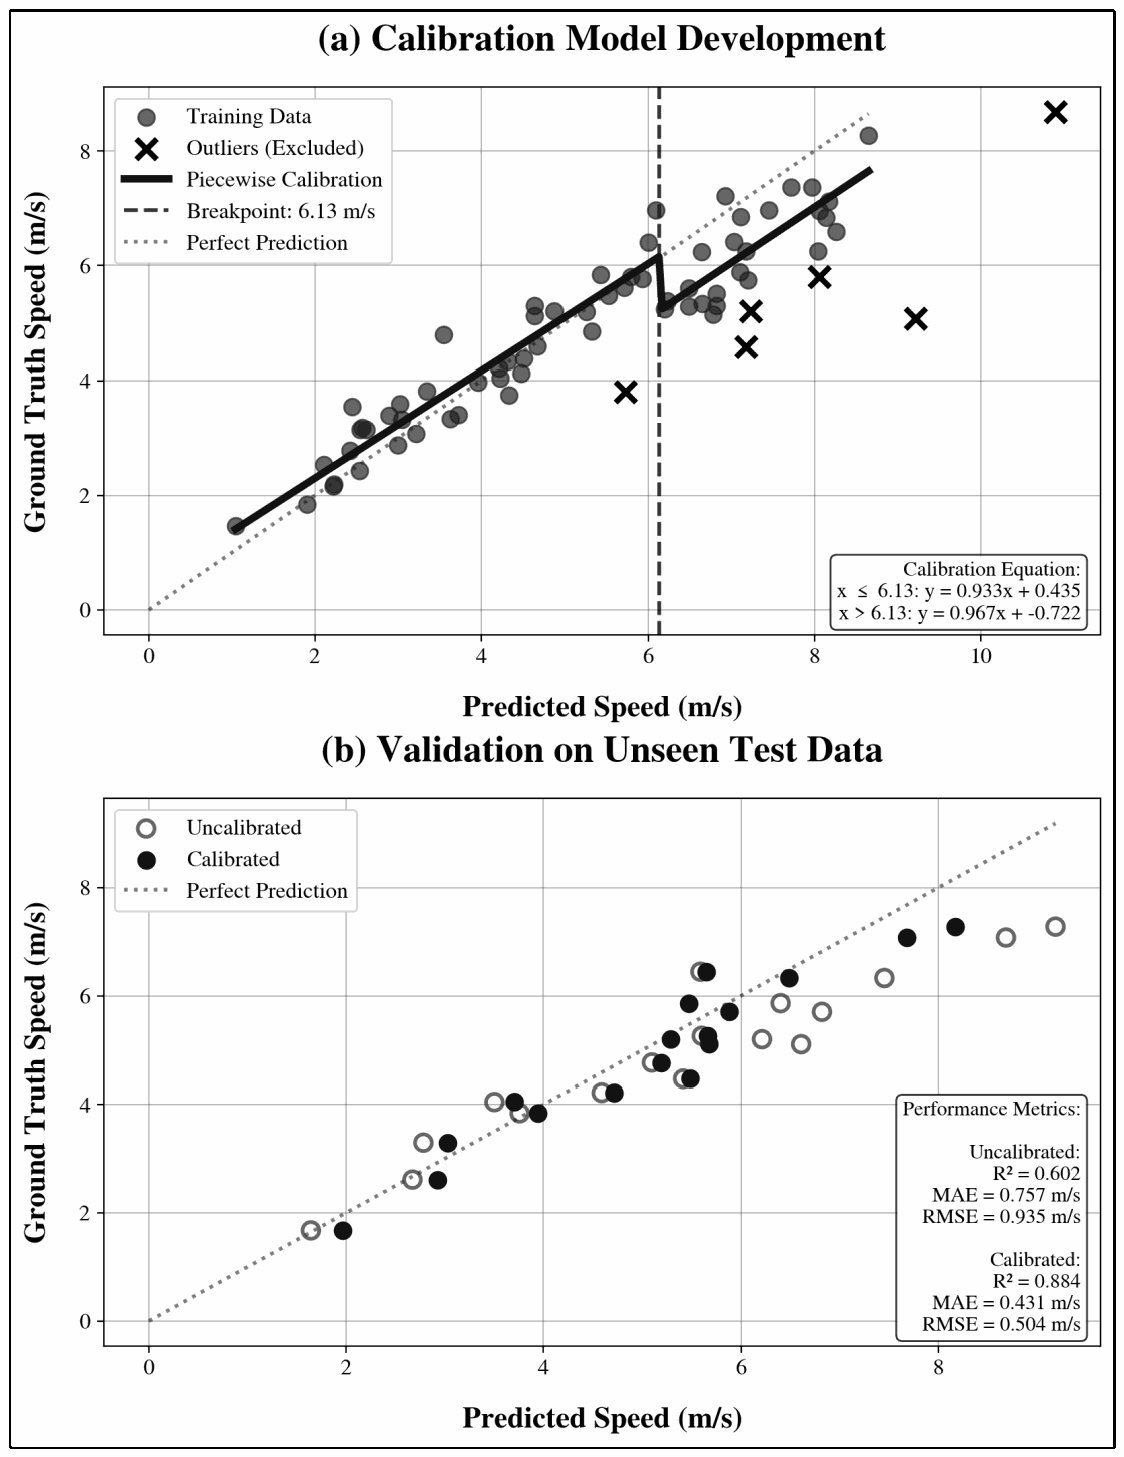 (a) Calibration Model Development
Training Data
Outliers (Excluded)
Piecewise Calibration
Breakpoint: 6.13 m/s
Perfect Prediction
Ground Truth Speed (m/s)
8
6
4
2
0
Calibration Equation:
x ≤ 6.13: y = 0.933x + 0.435
x > 6.13: y = 0.967x + -0.722
0 2 4 6 8 10
Predicted Speed (m/s)
(b) Validation on Unseen Test Data
Uncalibrated
Calibrated
Perfect Prediction
Ground Truth Speed (m/s)
8
6
4
2
0
Performance Metrics:
Uncalibrated:
R² = 0.602
MAE = 0.757 m/s
RMSE = 0.935 m/s
Calibrated:
R² = 0.884
MAE = 0.431 m/s
RMSE = 0.504 m/s
0 2 4 6 8
Predicted Speed (m/s)